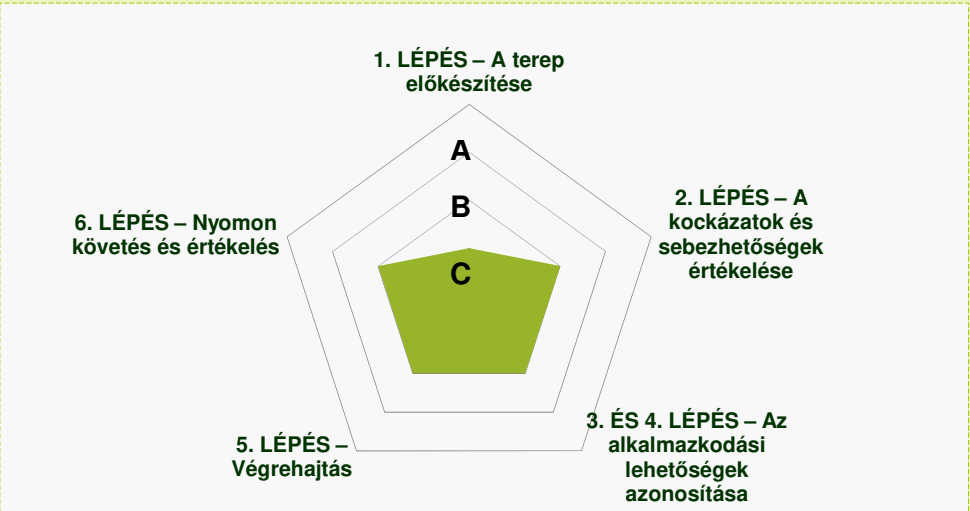 1. LÉPÉS – A terep
előkészítése
A
B
C
2. LÉPÉS – A
kockázatok és
sebezhetőségek
értékelése
3. ÉS 4. LÉPÉS – Az
alkalmazkodási
lehetőségek
azonosítása
5. LÉPÉS –
Végrehajtás
6. LÉPÉS – Nyomon
követés és értékelés